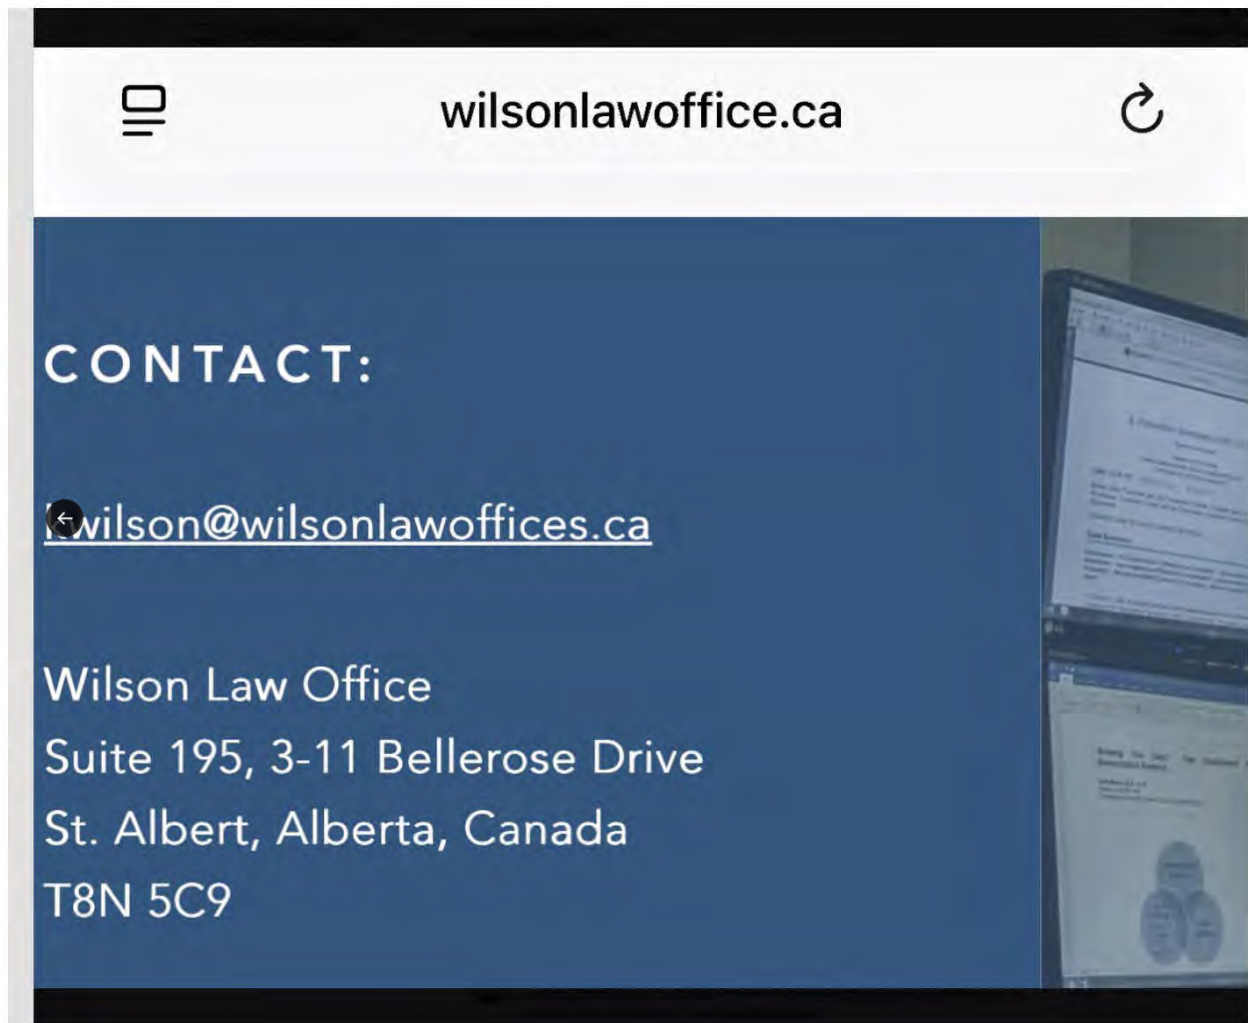 wilsonlawoffice.ca
CONTACT:
wilson@wilsonlawoffices.ca
Wilson Law Office
Suite 195, 3-11 Bellerose Drive
St. Albert, Alberta, Canada
T8N 5C9